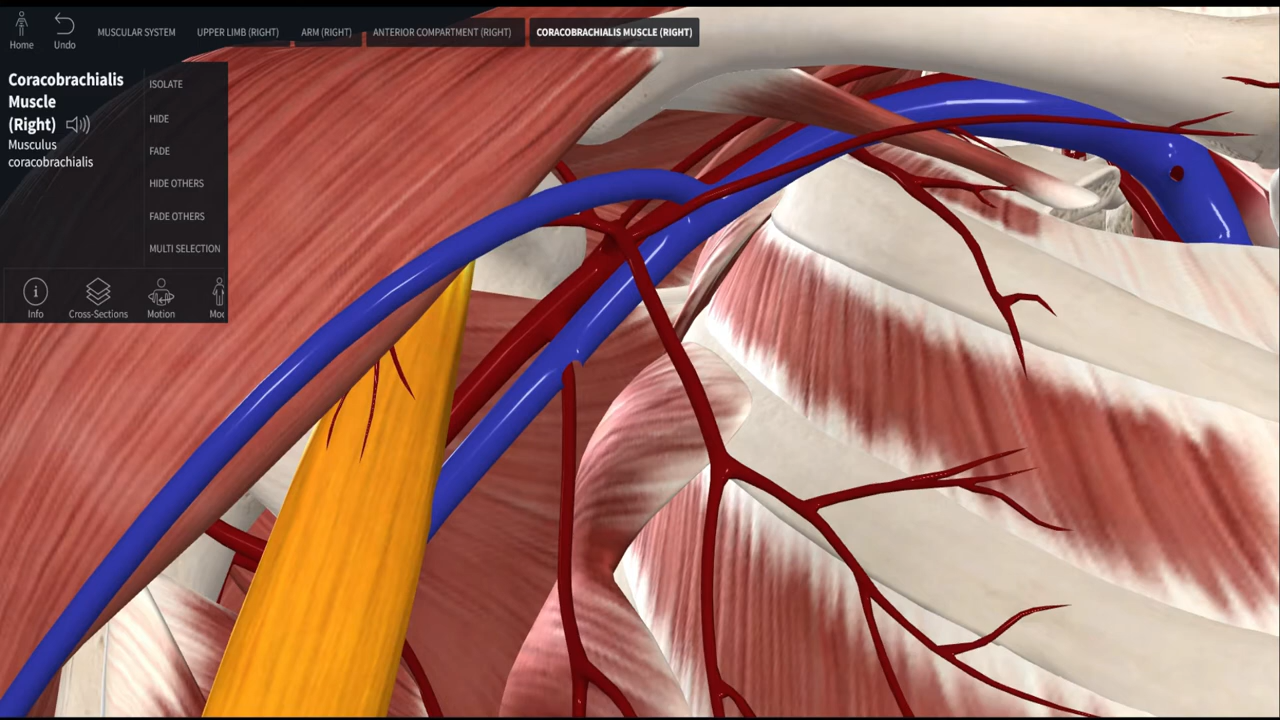 Home
Undo
MUSCULAR SYSTEM
UPPER LIMB (RIGHT)
ARM (RIGHT)
ANTERIOR COMPARTMENT (RIGHT)
CORACOBRACHIALIS MUSCLE (RIGHT)
Coracobrachialis
Muscle
(Right)
Musculus
coracobrachialis
ISOLATE
HIDE
FADE
HIDE OTHERS
FADE OTHERS
MULTI SELECTION
Info
Cross-Sections
Motion